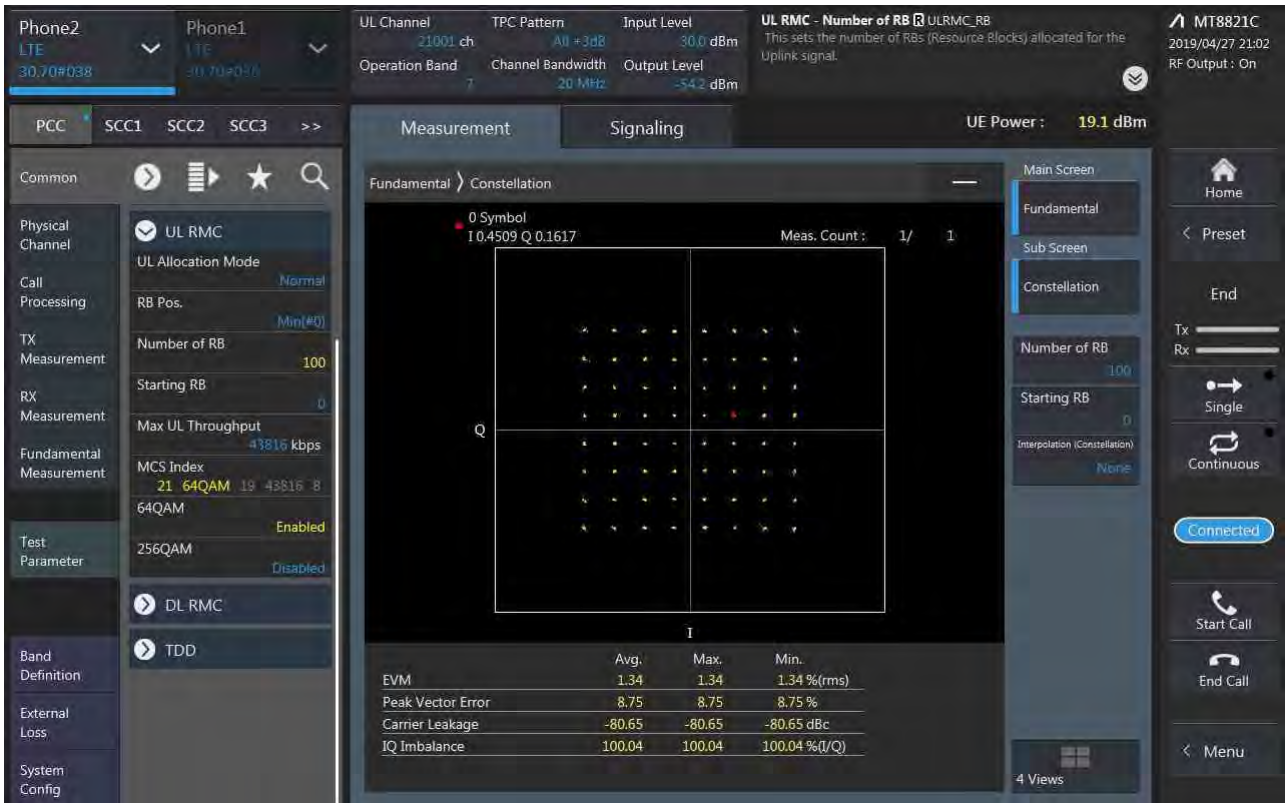 Phone2
LTE
30.70#038
Phone1
LTE
30.70#036
UL Channel
21001 ch
Operation Band
7
TPC Pattern
All +3dB
Channel Bandwidth
20 MHz
Input Level
30.0 dBm
Output Level
-54.2 dBm
UL RMC - Number of RB R ULRMC_RB
This sets the number of RBs (Resource Blocks) allocated for the
Uplink signal.
MT8821C
2019/04/27 21:02
RF Output : On
PCC SCC1 SCC2 SCC3 >>
Measurement
Signaling
UE Power : 19.1 dBm
Common
Physical
Channel
Call
Processing
TX
Measurement
RX
Measurement
Fundamental
Measurement
Test
Parameter
Band
Definition
External
Loss
System
Config
UL RMC
UL Allocation Mode
Normal
RB Pos.
Min(#0)
Number of RB
100
Starting RB
0
Max UL Throughput
43816 kbps
MCS Index
21 64QAM 19 43816 8
64QAM
Enabled
256QAM
Disabled
DL RMC
TDD
Fundamental 〉 Constellation
0 Symbol
I 0.4509 Q 0.1617
Meas. Count : 1/ 1
Q
I
Avg. Max. Min.
EVM 1.34 1.34 1.34 %(rms)
Peak Vector Error 8.75 8.75 8.75 %
Carrier Leakage -80.65 -80.65 -80.65 dBc
IQ Imbalance 100.04 100.04 100.04 %(I/Q)
Main Screen
Fundamental
Sub Screen
Constellation
Number of RB
100
Starting RB
0
Interpolation (Constellation)
None
4 Views
Home
< Preset
End
Tx
Rx
Single
Continuous
Connected
Start Call
End Call
< Menu